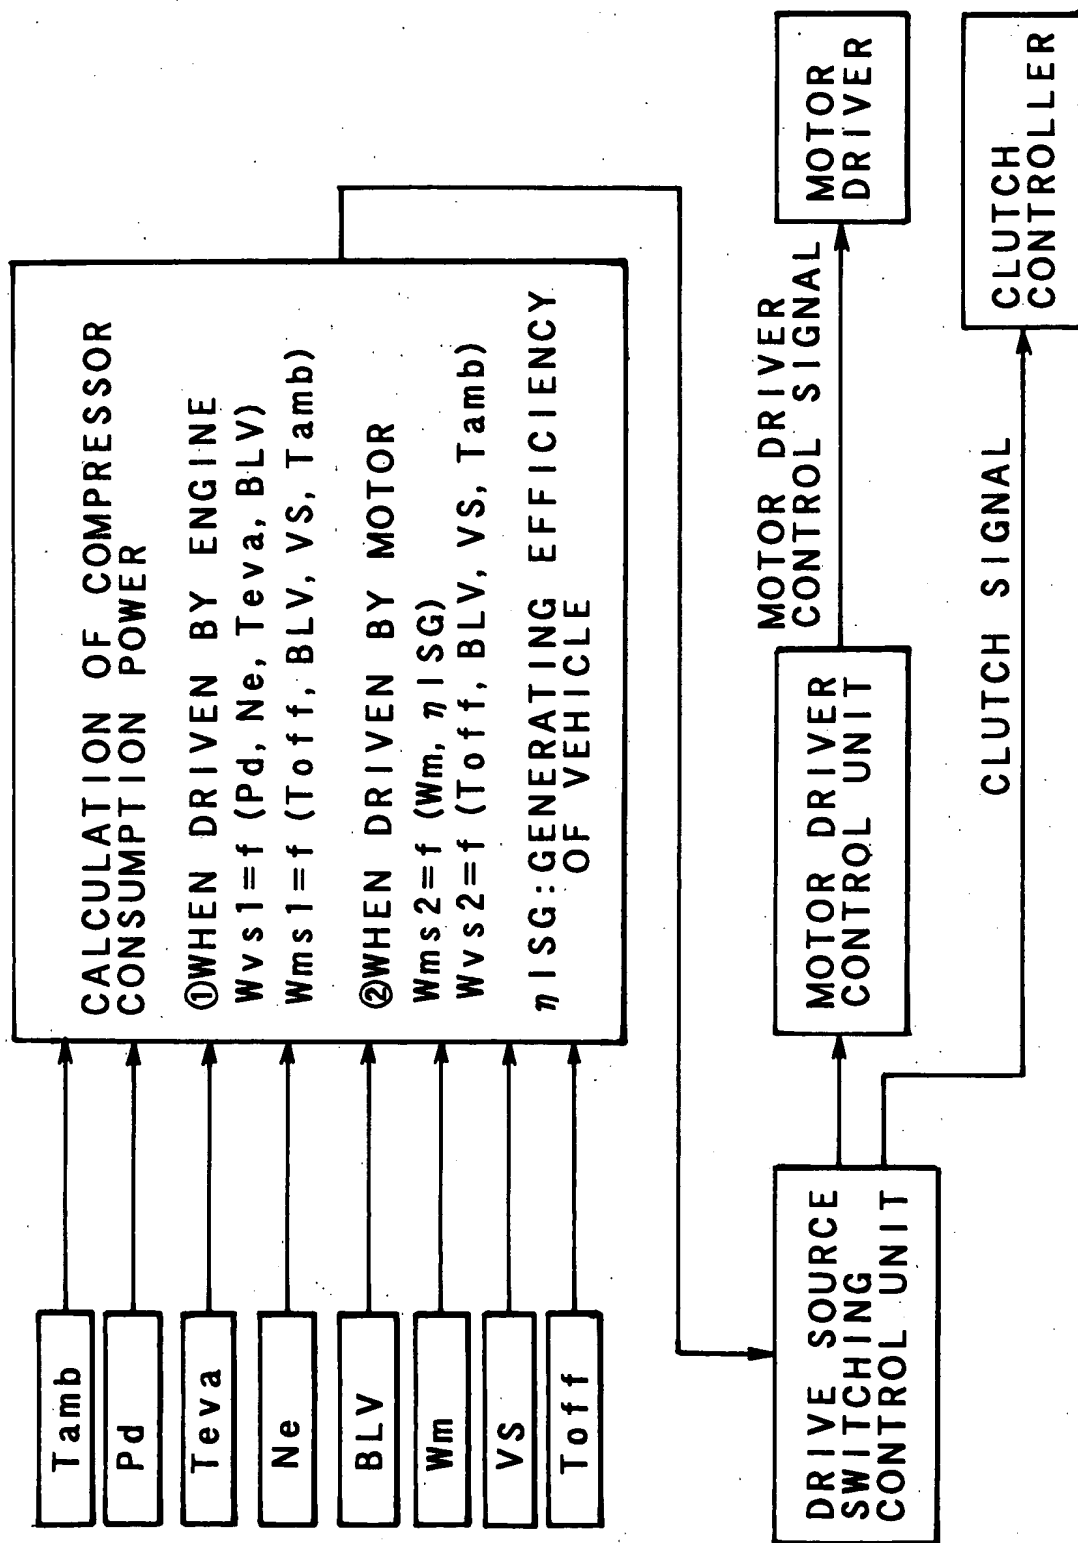 Tamb
Pd
Teva
Ne
BLV
Wm
VS
Toff
CALCULATION OF COMPRESSOR
CONSUMPTION POWER
①WHEN DRIVEN BY ENGINE
Wvs1=f (Pd, Ne, Teva, BLV)
Wms1=f (Toff, BLV, VS, Tamb)
②WHEN DRIVEN BY MOTOR
Wms2=f (Wm, ηISG)
Wvs2=f (Toff, BLV, VS, Tamb)
ηISG:GENERATING EFFICIENCY
OF VEHICLE
DRIVE SOURCE
SWITCHING
CONTROL UNIT
MOTOR DRIVER
CONTROL UNIT
MOTOR DRIVER
CONTROL SIGNAL
MOTOR
DRIVER
CLUTCH SIGNAL
CLUTCH
CONTROLLER